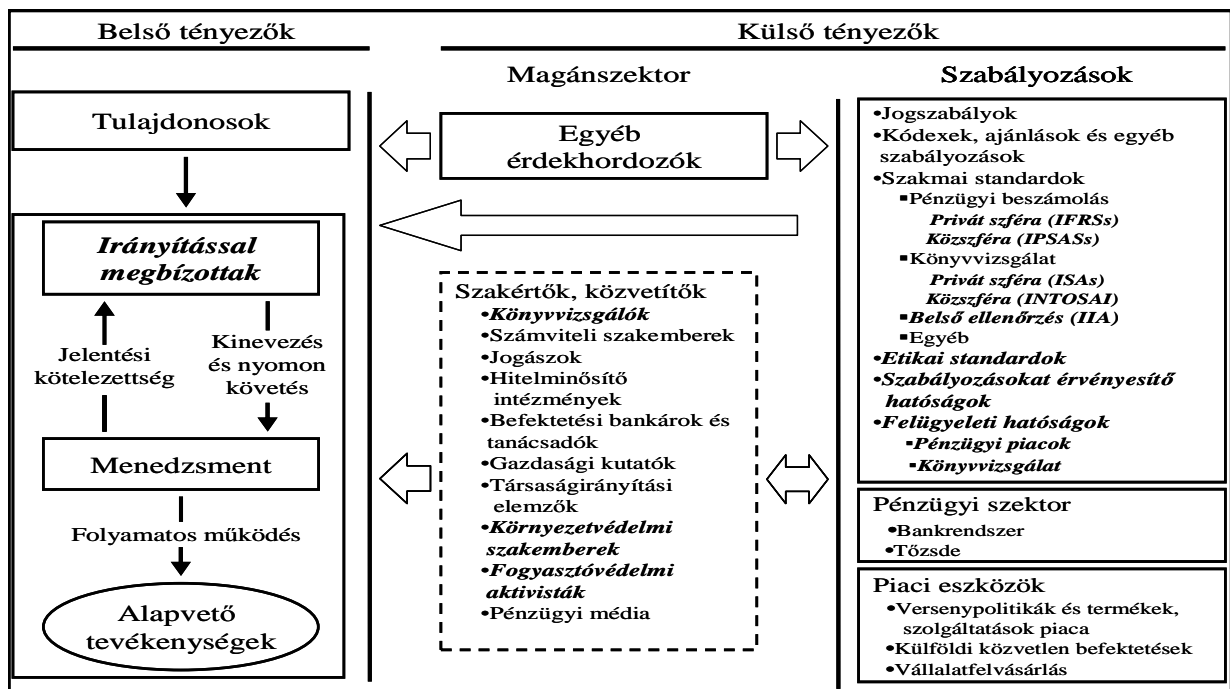 Belső tényezők
Külső tényezők
Magánszektor
Szabályozások
Tulajdonosok
Irányítással
megbízottak
Jelentési
kötelezettség
Kinevezés
és nyomon
követés
Menedzsment
Folyamatos működés
Alapvető
tevékenységek
Egyéb
érdekhordozók
Szakértők, közvetítők
•Könyvvizsgálók
•Számviteli szakemberek
•Jogászok
•Hitelminősítő
intézmények
•Befektetési bankárok és
tanácsadók
•Gazdasági kutatók
•Társaságirányítási
elemzők
•Környezetvédelmi
szakemberek
•Fogyasztóvédelmi
aktivisták
•Pénzügyi média
•Jogszabályok
•Kódexek, ajánlások és egyéb
szabályozások
•Szakmai standardok
▪Pénzügyi beszámolás
Privát szféra (IFRSs)
Közszféra (IPSASs)
▪Könyvvizsgálat
Privát szféra (ISAs)
Közszféra (INTOSAI)
▪Belső ellenőrzés (IIA)
▪Egyéb
•Etikai standardok
•Szabályozásokat érvényesítő
hatóságok
•Felügyeleti hatóságok
▪Pénzügyi piacok
▪Könyvvizsgálat
Pénzügyi szektor
•Bankrendszer
•Tőzsde
Piaci eszközök
•Versenypolitikák és termékek,
szolgáltatások piaca
•Külföldi közvetlen befektetések
•Vállalatfelvásárlás